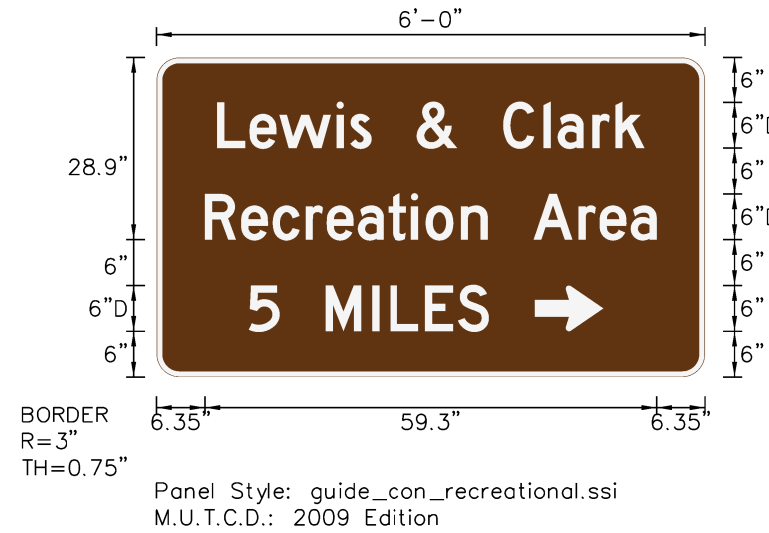 6'-0"
6"
Lewis & Clark
6"D
28.9"
6"
Recreation Area
6"D
6"
6"
5 MILES
6"D
6"
6"
6"
6.35"
59.3"
6.35"
BORDER
R=3"
TH=0.75"
Panel Style: guide_con_recreational.ssi
M.U.T.C.D.: 2009 Edition